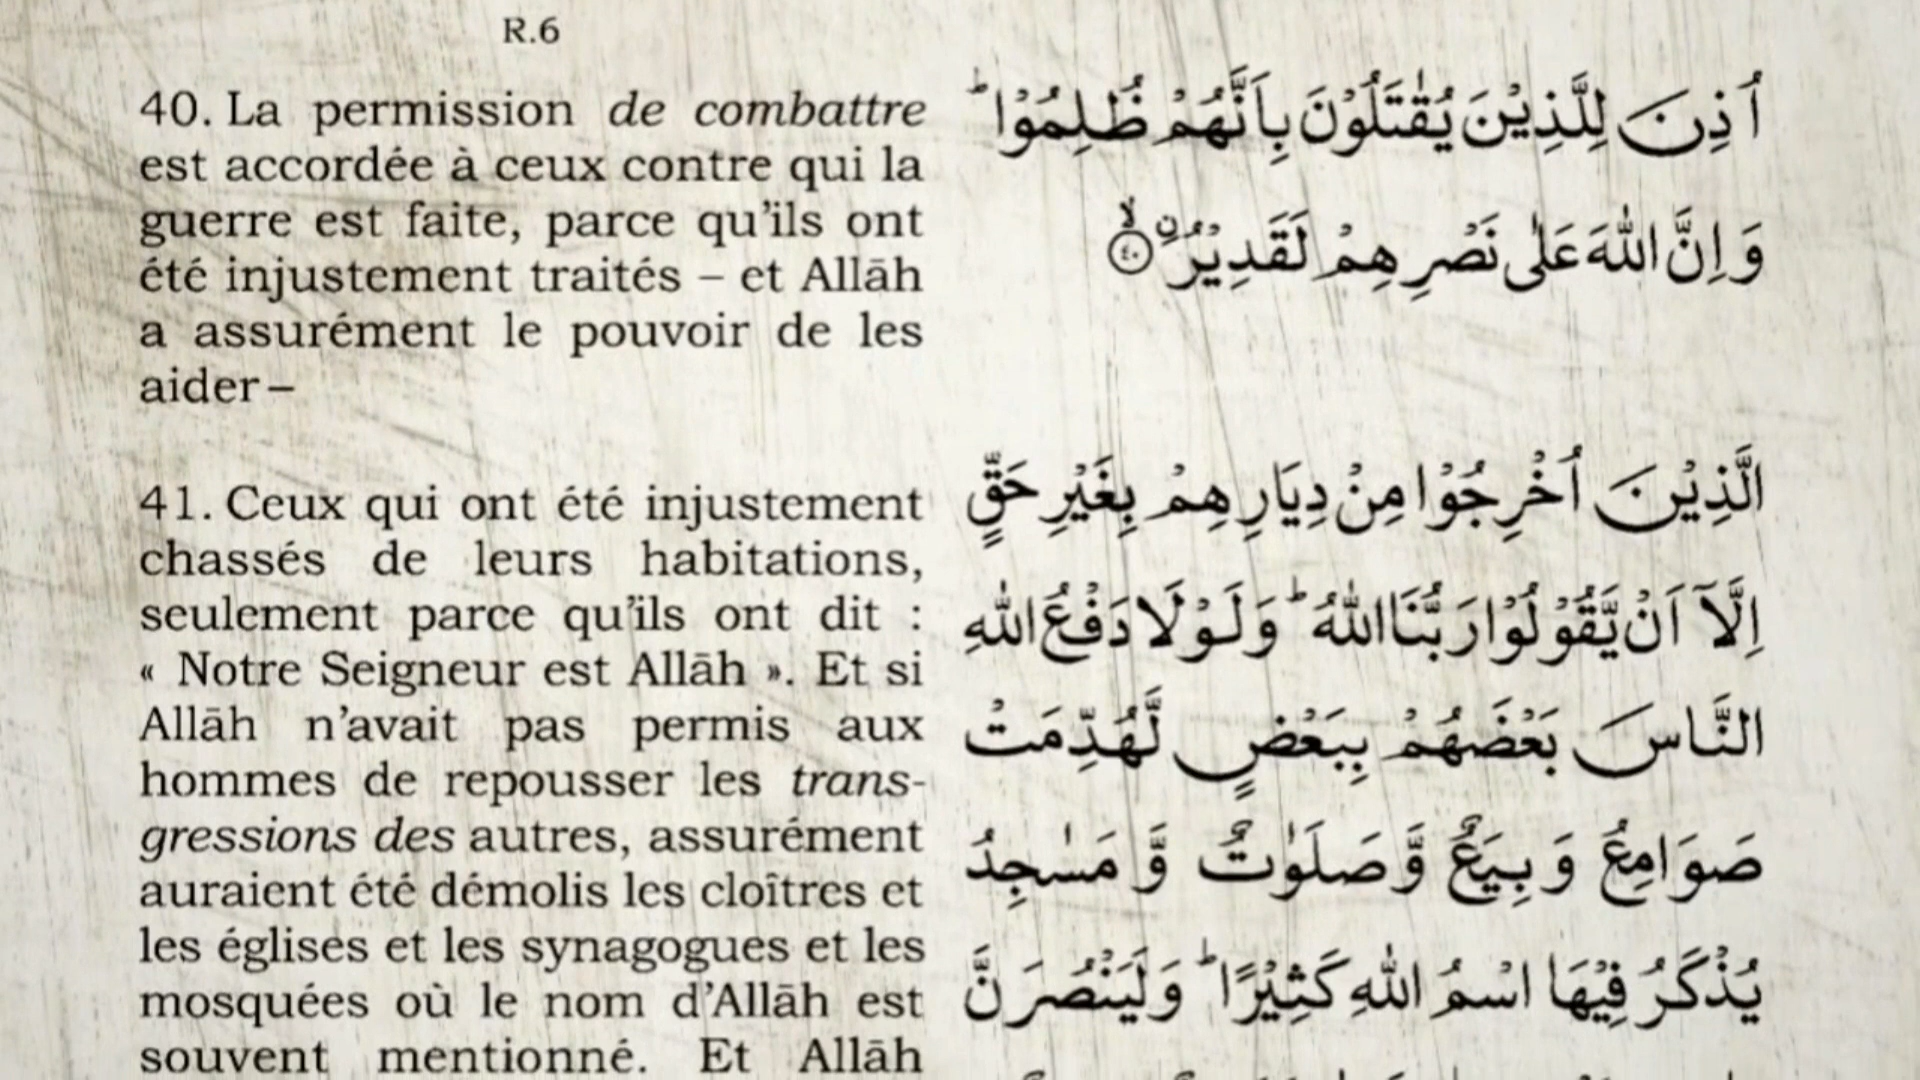 R.6
40. La permission de combattre
est accordée à ceux contre qui la
guerre est faite, parce qu’ils ont
été injustement traités – et Allāh
a assurément le pouvoir de les
aider –
41. Ceux qui ont été injustement
chassés de leurs habitations,
seulement parce qu’ils ont dit :
« Notre Seigneur est Allāh ». Et si
Allāh n’avait pas permis aux
hommes de repousser les trans-
gressions des autres, assurément
auraient été démolis les cloîtres et
les églises et les synagogues et les
mosquées où le nom d’Allāh est
souvent mentionné. Et Allāh
اُذِنَ لِلَّذِيْنَ يُقٰتَلُوْنَ بِاَنَّهُمْ ظُلِمُوْا ؕ
وَ اِنَّ اللّٰهَ عَلٰى نَصْرِهِمْ لَقَدِيْرُ ۨ ۙ﴿۴۰﴾
الَّذِيْنَ اُخْرِجُوْا مِنْ دِيَارِهِمْ بِغَيْرِ حَقٍّ
اِلَّاۤ اَنْ يَّقُوْلُوْا رَبُّنَا اللّٰهُ ؕ وَ لَوْ لَا دَفْعُ اللّٰهِ
النَّاسَ بَعْضَهُمْ بِبَعْضٍ لَّهُدِّمَتْ
صَوَامِعُ وَ بِيَعٌ وَّ صَلَوٰتٌ وَّ مَسٰجِدُ
يُذْكَرُ فِيْهَا اسْمُ اللّٰهِ كَثِيْرًا ؕ وَ لَيَنْصُرَنَّ